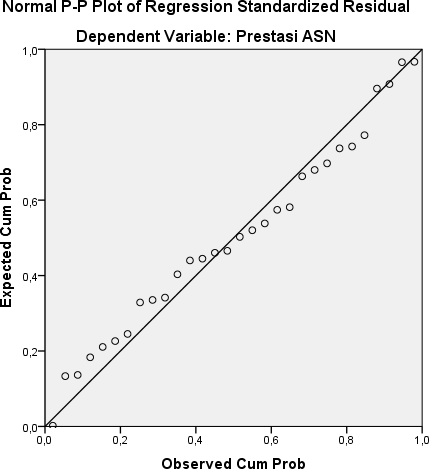 Normal P-P Plot of Regression Standardized Residual
Dependent Variable: Prestasi ASN
1,0
0,8
0,6
0,4
0,2
0,0
Expected Cum Prob
0,0 0,2 0,4 0,6 0,8 1,0
Observed Cum Prob